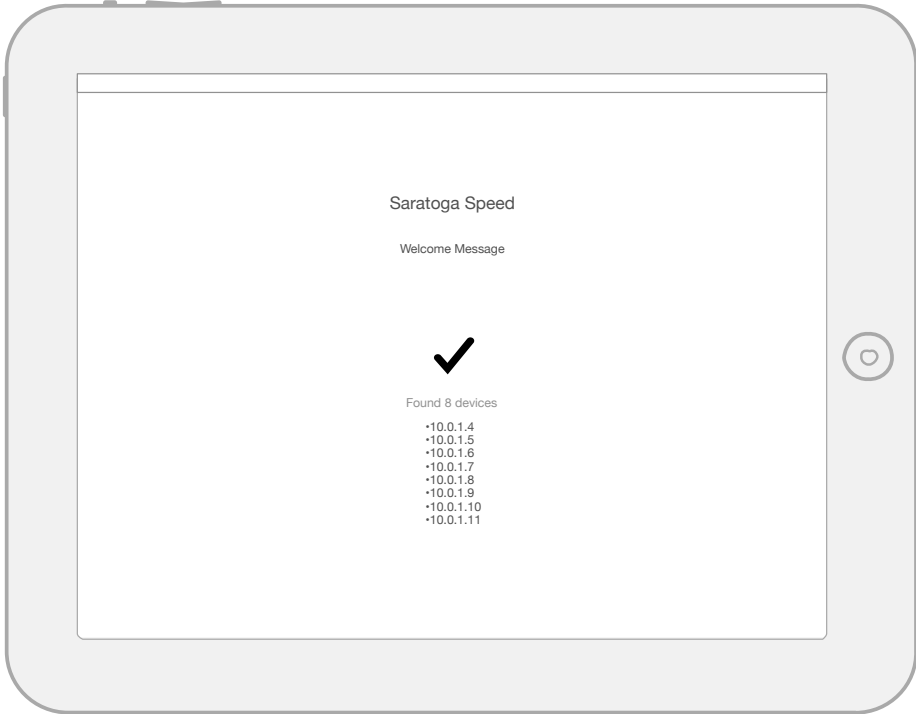 Saratoga Speed
Welcome Message
Found 8 devices
•10.0.1.4
•10.0.1.5
•10.0.1.6
•10.0.1.7
•10.0.1.8
•10.0.1.9
•10.0.1.10
•10.0.1.11